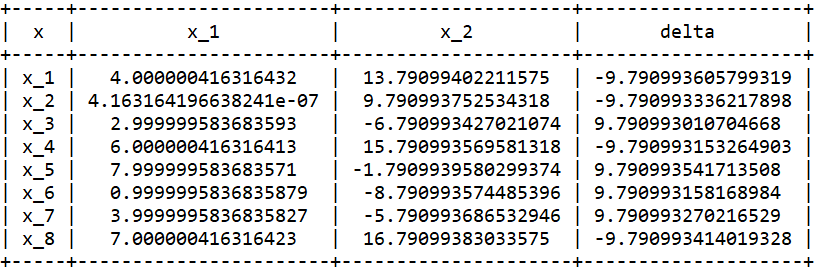 +-----+-----------------------+---------------------+--------------------+
| x | x_1 | x_2 | delta |
+-----+-----------------------+---------------------+--------------------+
| x_1 | 4.000000416316432 | 13.79099402211575 | -9.790993605799319 |
| x_2 | 4.163164196638241e-07 | 9.790993752534318 | -9.790993336217898 |
| x_3 | 2.999999583683593 | -6.790993427021074 | 9.790993010704668 |
| x_4 | 6.000000416316413 | 15.790993569581318 | -9.790993153264903 |
| x_5 | 7.999999583683571 | -1.7909939580299374 | 9.790993541713508 |
| x_6 | 0.9999995836835879 | -8.790993574485396 | 9.790993158168984 |
| x_7 | 3.9999995836835827 | -5.790993686532946 | 9.790993270216529 |
| x_8 | 7.000000416316423 | 16.79099383033575 | -9.790993414019328 |
+-----+-----------------------+---------------------+--------------------+